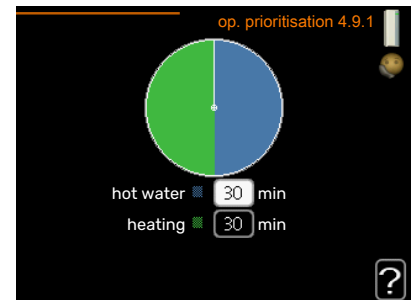 op. prioritisation 4.9.1
hot water 30 min
heating 30 min
?